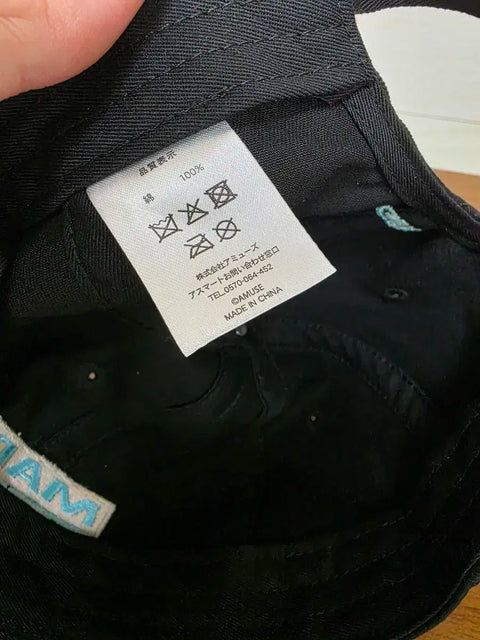 品質表示
綿 100%
株式会社アミューズ
アスマートお問い合わせ窓口
TEL.0570-064-452
©AMUSE
MADE IN CHINA